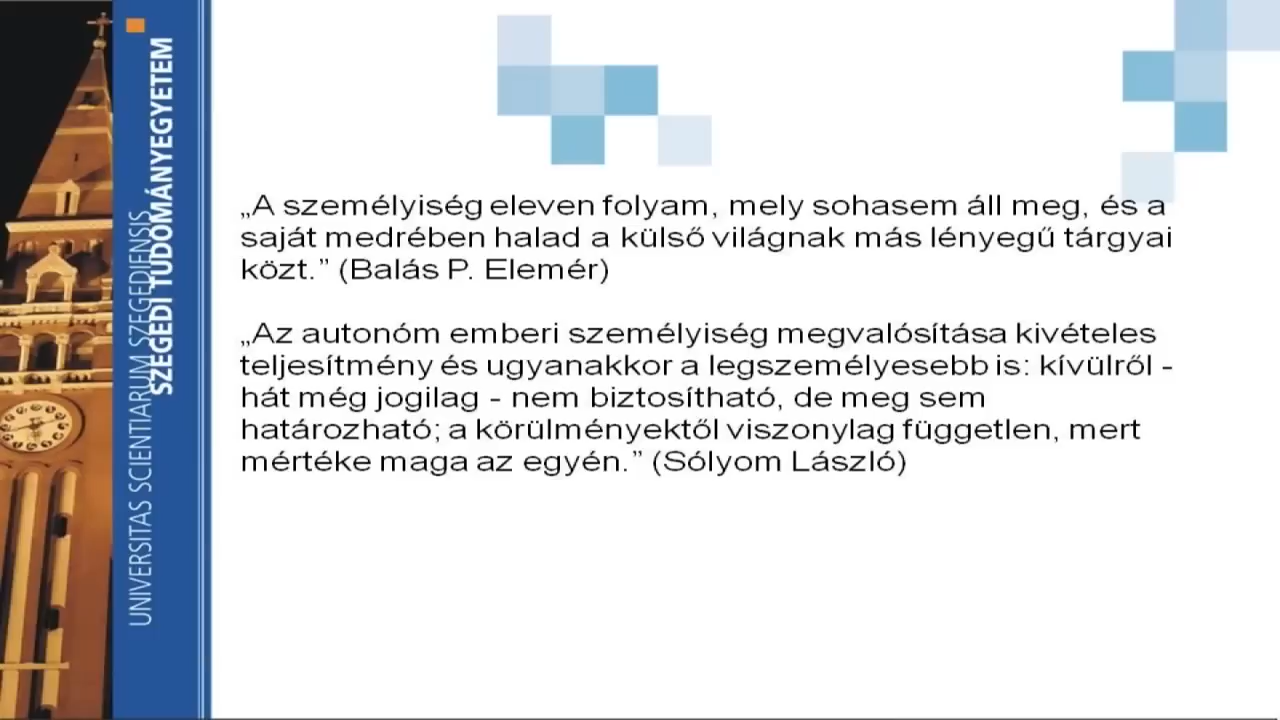 SZEGEDI TUDOMÁNYEGYETEM
UNIVERSITAS SCIENTIARUM SZEGEDIENSIS
„A személyiség eleven folyam, mely sohasem áll meg, és a
saját medrében halad a külső világnak más lényegű tárgyai
közt.” (Balás P. Elemér)
„Az autonóm emberi személyiség megvalósítása kivételes
teljesítmény és ugyanakkor a legszemélyesebb is: kívülről -
hát még jogilag - nem biztosítható, de meg sem
határozható; a körülményektől viszonylag független, mert
mértéke maga az egyén.” (Sólyom László)